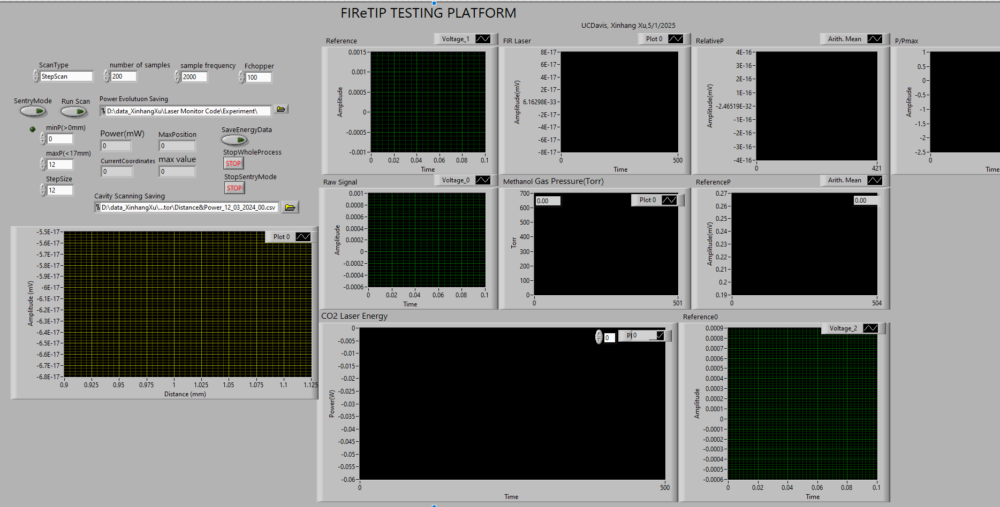 FIReTIP TESTING PLATFORM
UCDavis, Xinhang Xu,5/1/2025
ScanType
StepScan
number of samples
200
sample frequency
2000
Fchopper
100
SentryMode
Run Scan
Power Evolutuon Saving
D:\data_XinhangXu\Laser Monitor Code\Experiment\
minP(>0mm)
0
maxP(<17mm)
12
StepSize
12
Power(mW)
0
MaxPosition
0
CurrentCoordinates
0
max value
0
SaveEnergyData
StopWholeProcess
STOP
StopSentryMode
STOP
Cavity Scanning Saving
D:\data_XinhangXu\...tor\Distance&Power_12_03_2024_00.csv
Plot 0
Amplitude (mV)
-5.5E-17
-5.6E-17
-5.7E-17
-5.8E-17
-5.9E-17
-6E-17
-6.1E-17
-6.2E-17
-6.3E-17
-6.4E-17
-6.5E-17
-6.6E-17
-6.7E-17
-6.8E-17
0.9 0.925 0.95 0.975 1 1.025 1.05 1.075 1.1 1.125
Distance (mm)
Reference
Voltage_1
Amplitude
0.0015
0.001
0.0005
0
-0.0005
-0.001
0 0.02 0.04 0.06 0.08 0.1
Time
FIR Laser
Plot 0
Amplitude(mV)
8E-17
6E-17
4E-17
2E-17
6.16298E-33
-2E-17
-4E-17
-6E-17
-8E-17
0 500
Time
RelativeP
Arith. Mean
Amplitude(mV)
4E-16
3E-16
2E-16
1E-16
-2.46519E-32
-1E-16
-2E-16
-3E-16
-4E-16
0 421
P/Pmax
Amplitude
1
0.5
0
-0.5
-1
-1.5
-2
-2.5
0
Time
Raw Signal
Voltage_0
Amplitude
0.001
0.0008
0.0006
0.0004
0.0002
0
-0.0002
-0.0004
-0.0006
0 0.02 0.04 0.06 0.08 0.1
Time
Methanol Gas Pressure(Torr)
0.00
Plot 0
Torr
700
600
500
400
300
200
100
0
0 501
ReferenceP
Arith. Mean
0.00
Amplitude(mV)
0.27
0.26
0.25
0.24
0.23
0.22
0.21
0.2
0.19
0 504
CO2 Laser Energy
0
Pl 0
Power(W)
0
-0.005
-0.01
-0.015
-0.02
-0.025
-0.03
-0.035
-0.04
-0.045
-0.05
-0.055
-0.06
0 500
Time
Reference0
Voltage_2
Amplitude
0.0009
0.0008
0.0007
0.0006
0.0005
0.0004
0.0003
0.0002
0.0001
0
-0.0001
-0.0002
-0.0003
-0.0004
-0.0005
-0.0006
0 0.02 0.04 0.06 0.08 0.1
Time